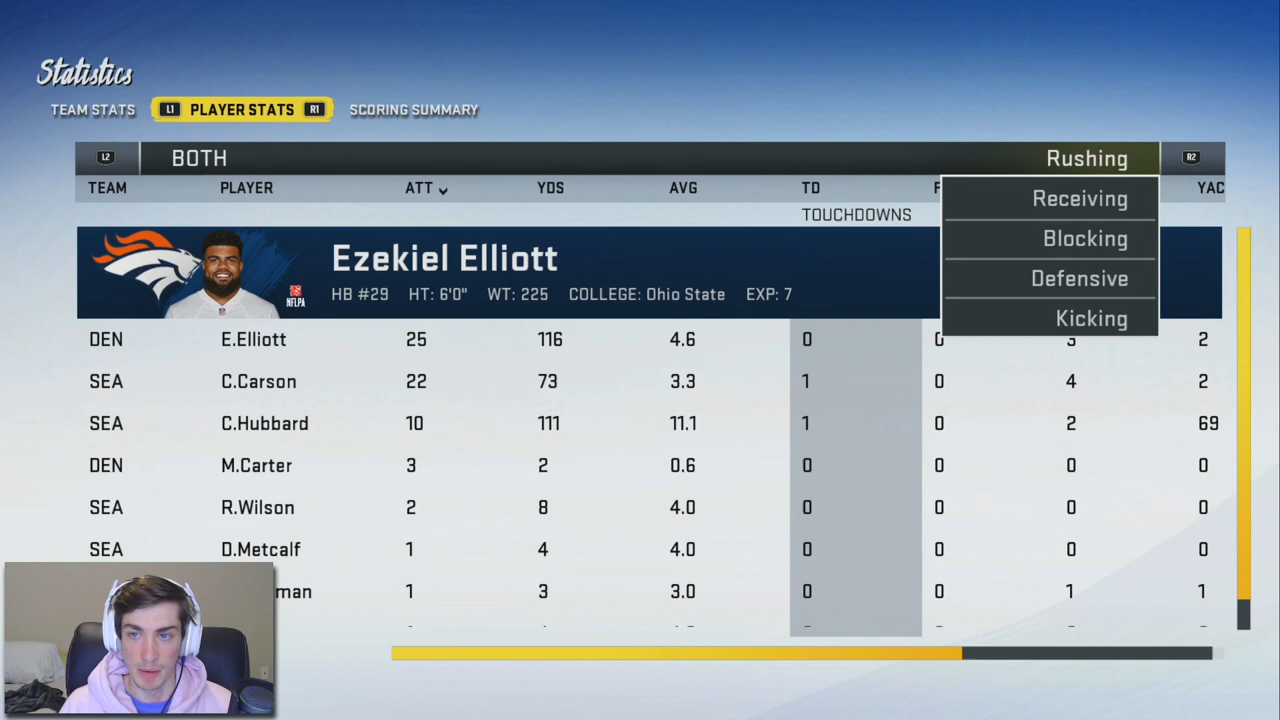 Statistics
TEAM STATS L1 PLAYER STATS R1 SCORING SUMMARY
L2 BOTH Rushing R2
TEAM PLAYER ATT YDS AVG TD YAC
TOUCHDOWNS
Receiving
Blocking
Defensive
Kicking
Ezekiel Elliott
HB #29 HT: 6'0" WT: 225 COLLEGE: Ohio State EXP: 7
NFLPA
DEN E.Elliott 25 116 4.6 0 0 3 2
SEA C.Carson 22 73 3.3 1 0 4 2
SEA C.Hubbard 10 111 11.1 1 0 2 69
DEN M.Carter 3 2 0.6 0 0 0 0
SEA R.Wilson 2 8 4.0 0 0 0 0
SEA D.Metcalf 1 4 4.0 0 0 0 0
man 1 3 3.0 0 0 1 1